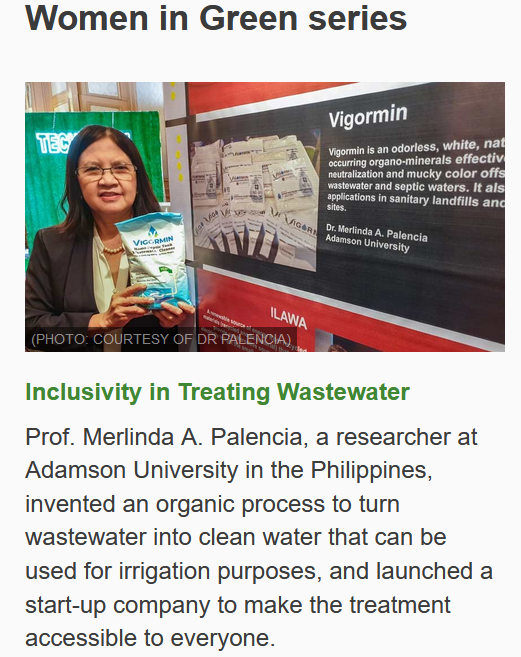 Women in Green series
TEC
VIGORMIN
Vigormin
Vigormin is an odorless, white, nat
occurring organo-minerals effectiv
neutralization and mucky color offs
wastewater and septic waters. It als
applications in sanitary landfills and
sites.
Dr. Merlinda A. Palencia
Adamson University
ILAWA
(PHOTO: COURTESY OF DR PALENCIA)
Inclusivity in Treating Wastewater
Prof. Merlinda A. Palencia, a researcher at
Adamson University in the Philippines,
invented an organic process to turn
wastewater into clean water that can be
used for irrigation purposes, and launched a
start-up company to make the treatment
accessible to everyone.